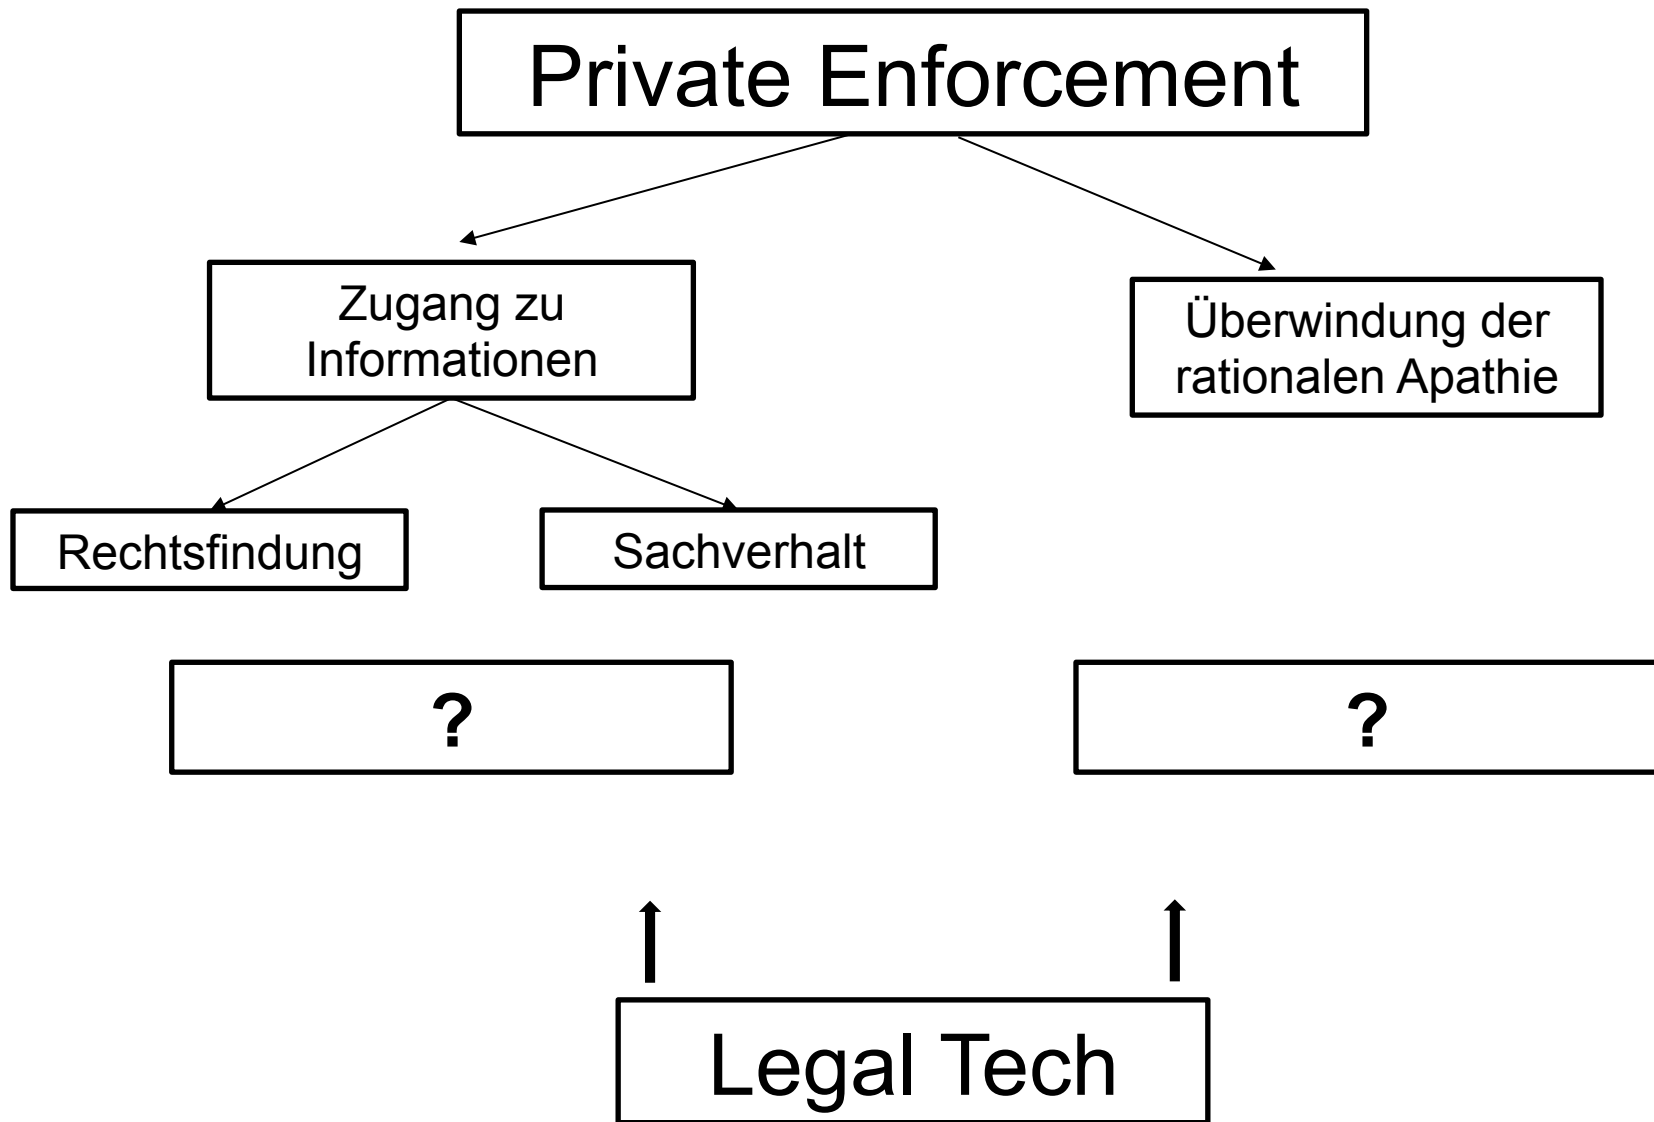 Private Enforcement
Zugang zu
Informationen
Überwindung der
rationalen Apathie
Rechtsfindung
Sachverhalt
?
?
Legal Tech